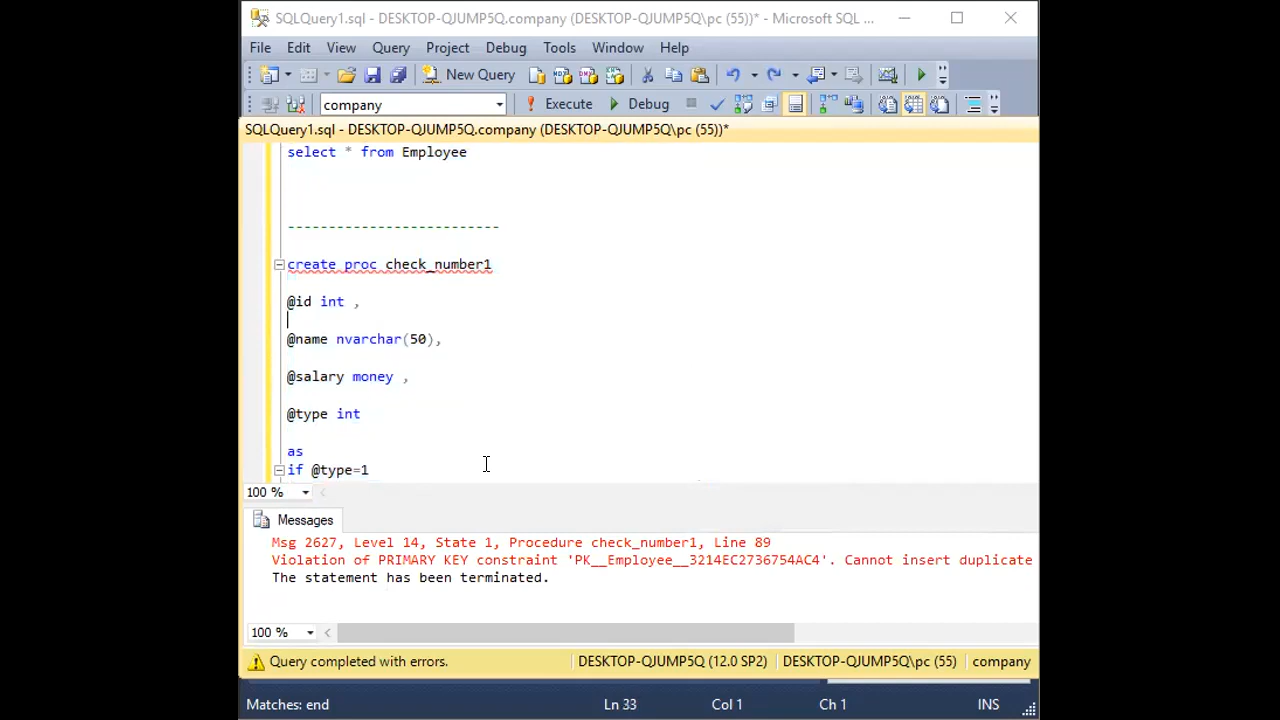 SQLQuery1.sql - DESKTOP-QJUMP5Q.company (DESKTOP-QJUMP5Q\pc (55))* - Microsoft SQL ...
File Edit View Query Project Debug Tools Window Help
New Query
company Execute Debug
SQLQuery1.sql - DESKTOP-QJUMP5Q.company (DESKTOP-QJUMP5Q\pc (55))*
select * from Employee
--------------------------
create proc check_number1
@id int ,
@name nvarchar(50),
@salary money ,
@type int
as
if @type=1
100 %
Messages
Msg 2627, Level 14, State 1, Procedure check_number1, Line 89
Violation of PRIMARY KEY constraint 'PK__Employee__3214EC2736754AC4'. Cannot insert duplicate
The statement has been terminated.
100 %
Query completed with errors. DESKTOP-QJUMP5Q (12.0 SP2) DESKTOP-QJUMP5Q\pc (55) company
Matches: end Ln 33 Col 1 Ch 1 INS